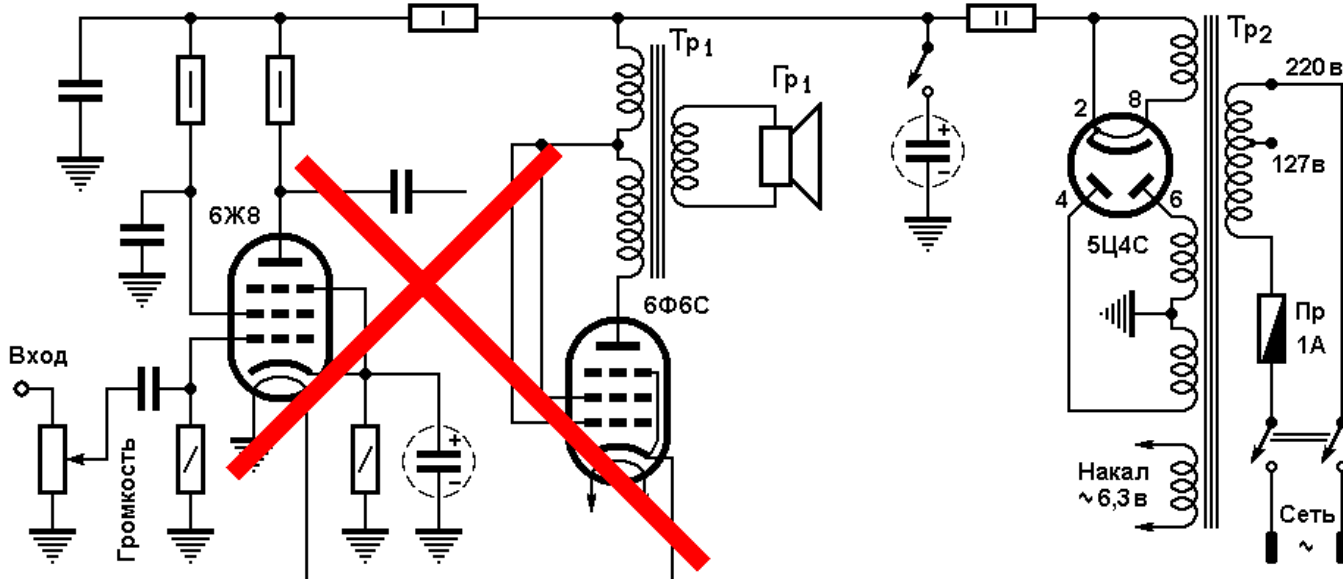 I
II
Тр1
Тр2
Гр1
220 в
2
8
127в
4
6
6Ж8
5Ц4С
6Ф6С
Пр
1А
Вход
Громкость
+
−
+
−
Накал
~6,3 в
Сеть
~